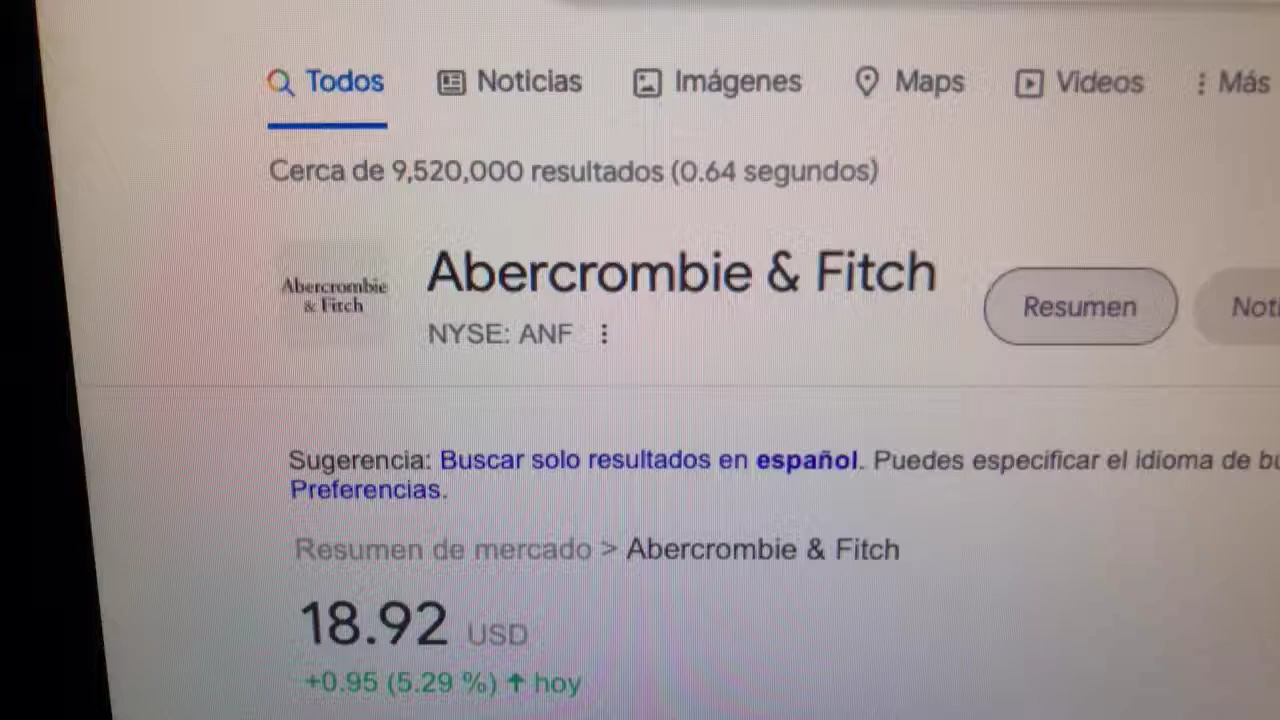 Todos Noticias Imágenes Maps Videos Más
Cerca de 9,520,000 resultados (0.64 segundos)
Abercrombie
& Fitch
Abercrombie & Fitch
NYSE: ANF
Resumen
Sugerencia: Buscar solo resultados en español. Puedes especificar el idioma de
Preferencias.
Resumen de mercado > Abercrombie & Fitch
18.92 USD
+0.95 (5.29 %) ↑ hoy